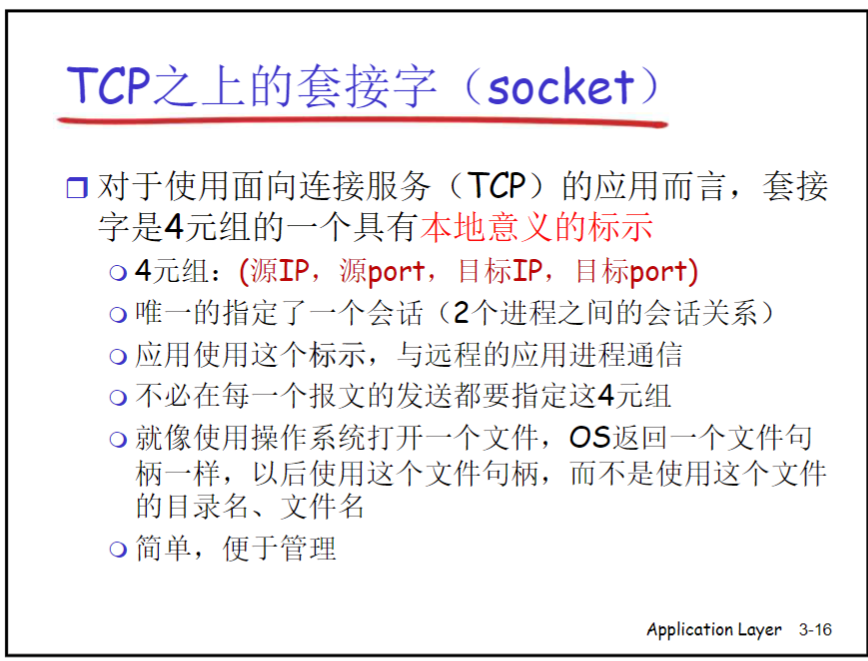 TCP之上的套接字（socket）
对于使用面向连接服务（TCP）的应用而言，套接
字是4元组的一个具有本地意义的标示
4元组：(源IP，源port，目标IP，目标port)
唯一的指定了一个会话（2个进程之间的会话关系）
应用使用这个标示，与远程的应用进程通信
不必在每一个报文的发送都要指定这4元组
就像使用操作系统打开一个文件，OS返回一个文件句
柄一样，以后使用这个文件句柄，而不是使用这个文件
的目录名、文件名
简单，便于管理
Application Layer 3-16